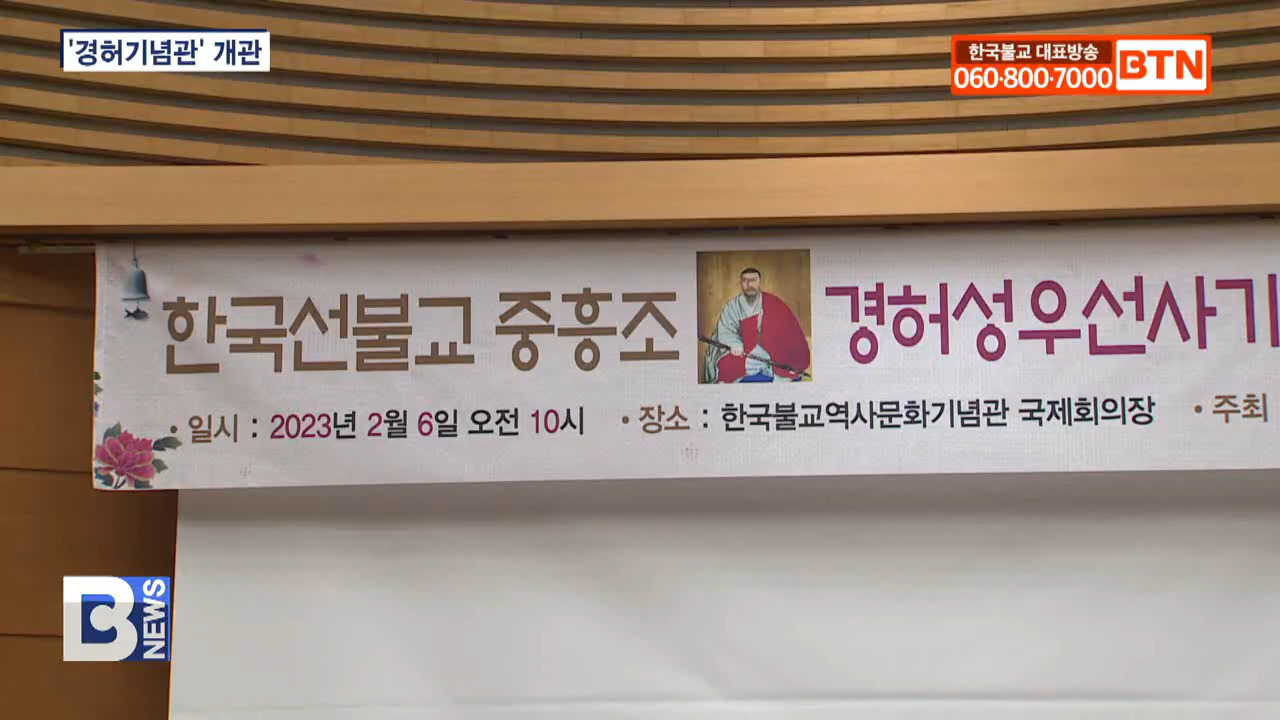 '경허기념관' 개관
한국불교 대표방송
060·800·7000
BTN
한국선불교 중흥조 경허성우선사기
• 일시 : 2023년 2월 6일 오전 10시 • 장소 : 한국불교역사문화기념관 국제회의장 • 주최
B NEWS